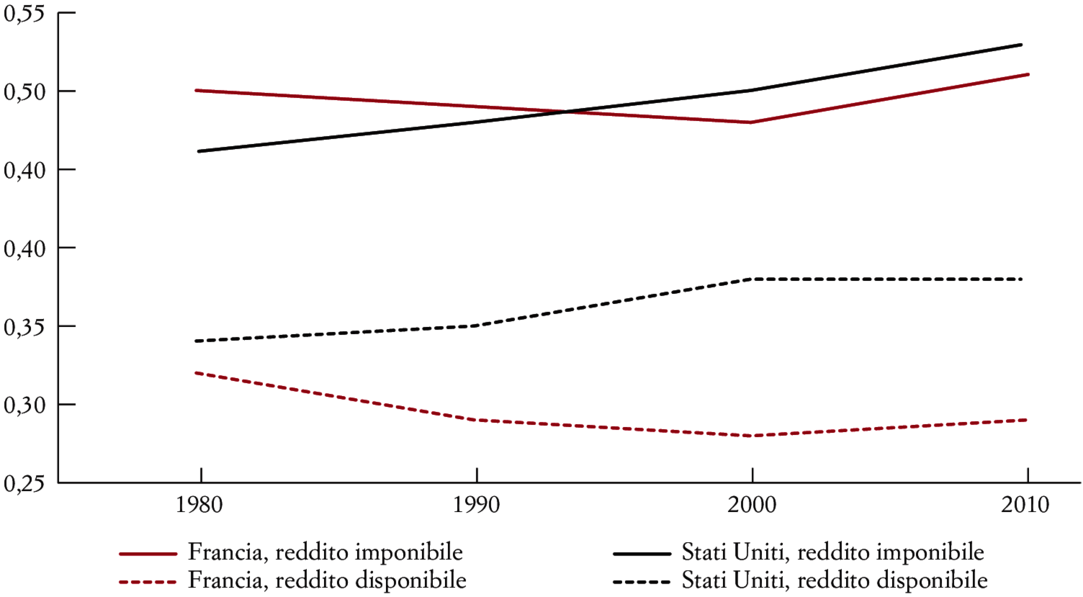 0,55
0,50
0,40
0,40
0,35
0,30
0,25
1980 1990 2000 2010
Francia, reddito imponibile Stati Uniti, reddito imponibile
Francia, reddito disponibile Stati Uniti, reddito disponibile